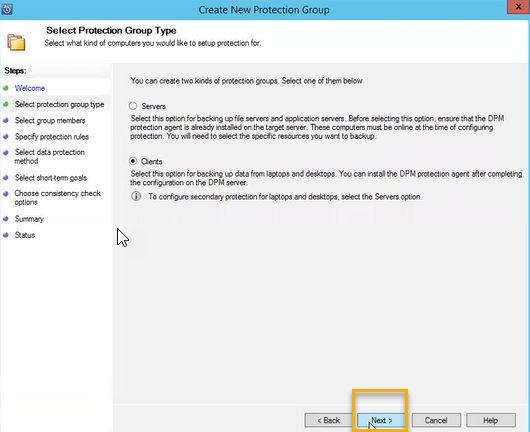 Create New Protection Group
x
Select Protection Group Type
Select what kind of computers you would like to setup protection for.
Steps:
Welcome
Select protection group type
Select group members
Specify protection rules
Select data protection
method
Select short term goals
Choose consistency check
options
Summary
Status
You can create two kinds of protection groups. Select one of them below
Servers
Select this option for backing up file servers and application servers. Before selecting this option, ensure that the DPM
protection agent is already installed on the target server. These computers must be online at the time of configuring
protection. You will need to select the specific resources you want to backup.
Clients
Select this option for backing up data from laptops and desktops. You can install the DPM protection agent after completing
the configuration on the DPM server.
To configure secondary protection for laptops and desktops, select the Servers option.
< Back
Next >
Cancel
Help